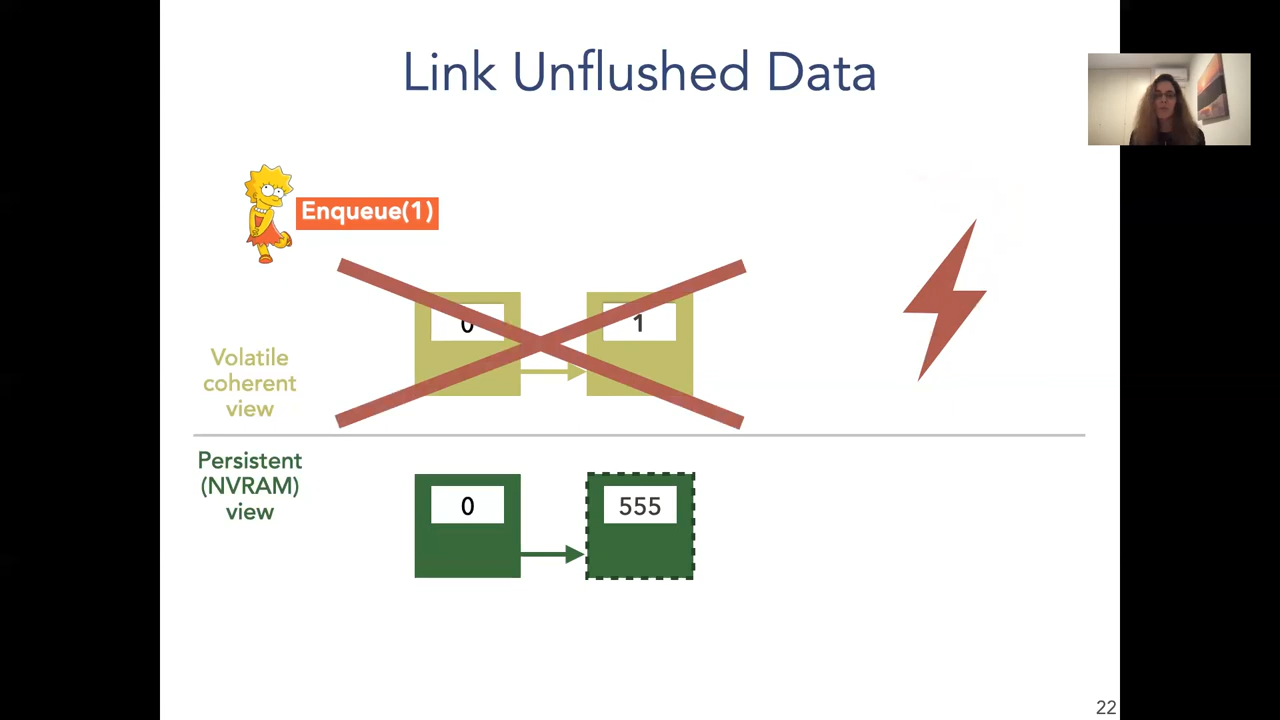 Link Unflushed Data
Enqueue(1)
0
1
Volatile
coherent
view
Persistent
(NVRAM)
view
0
555
22